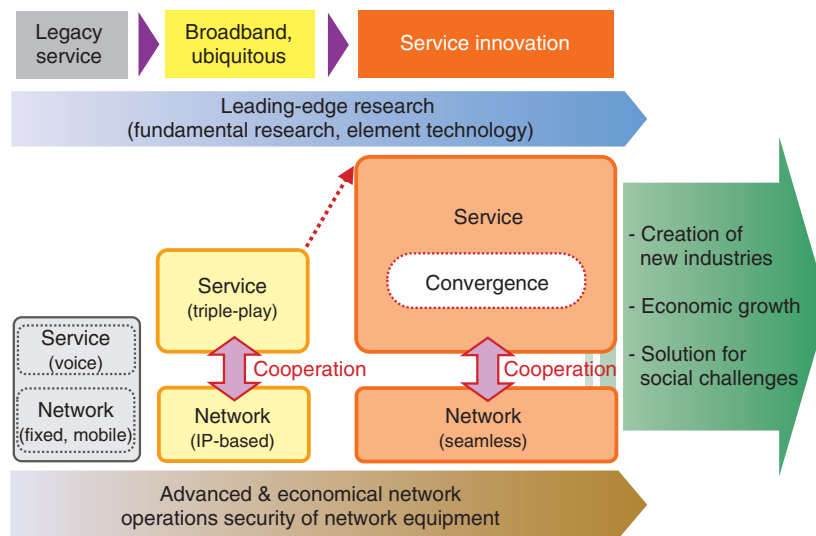 Legacy
service
Broadband,
ubiquitous
Service innovation
Leading-edge research
(fundamental research, element technology)
Service
Convergence
Service
(triple-play)
Service
(voice)
Cooperation
Cooperation
Network
(fixed, mobile)
Network
(IP-based)
Network
(seamless)
- Creation of
new industries
- Economic growth
- Solution for
social challenges
Advanced & economical network
operations security of network equipment